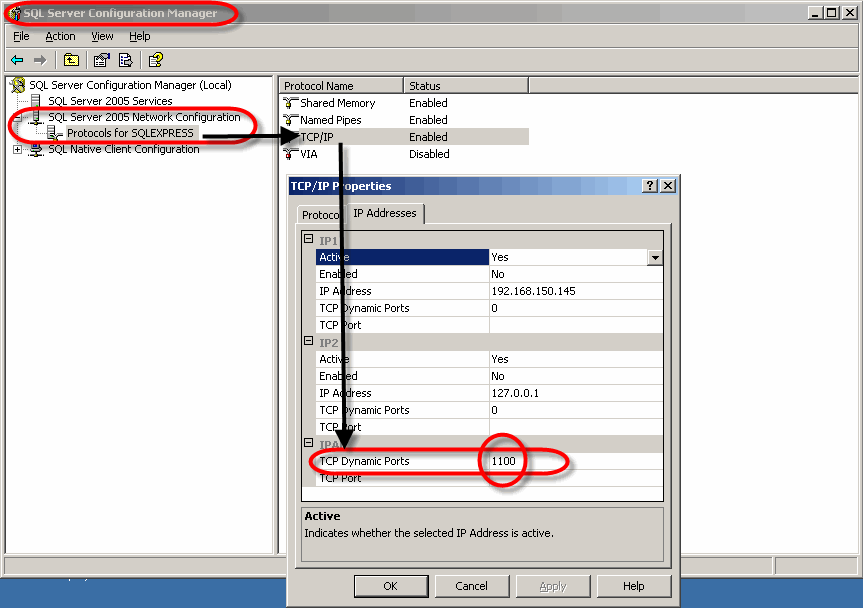 SQL Server Configuration Manager
File Action View Help
SQL Server Configuration Manager (Local)
SQL Server 2005 Services
SQL Server 2005 Network Configuration
Protocols for SQLEXPRESS
SQL Native Client Configuration
Protocol Name Status
Shared Memory Enabled
Named Pipes Enabled
TCP/IP Enabled
VIA Disabled
TCP/IP Properties
Protocol IP Addresses
IP1
Active Yes
Enabled No
IP Address 192.168.150.145
TCP Dynamic Ports 0
TCP Port
IP2
Active Yes
Enabled No
IP Address 127.0.0.1
TCP Dynamic Ports 0
TCP Port
TCP Dynamic Ports 1100
TCP Port
Active
Indicates whether the selected IP Address is active.
OK Cancel Apply Help